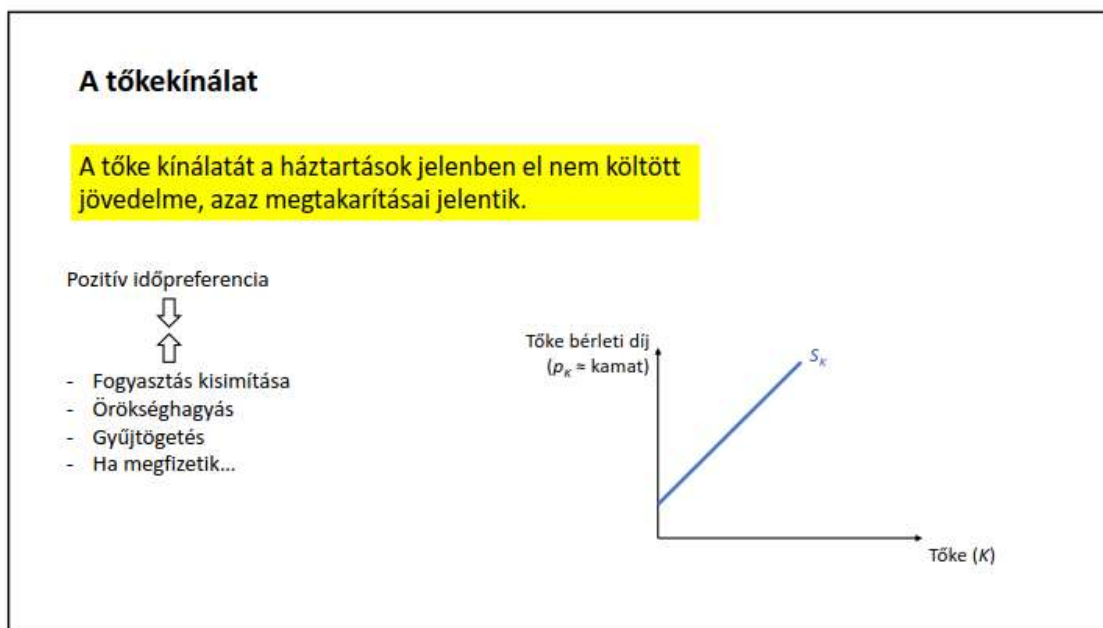 A tőkekínálat
A tőke kínálatát a háztartások jelenben el nem költött
jövedelme, azaz megtakarításai jelentik.
Pozitív időpreferencia
- Fogyasztás kisimítása
- Örökséghagyás
- Gyűjtögetés
- Ha megfizetik...
Tőke bérleti díj
(pK ≈ kamat)
SK
Tőke (K)